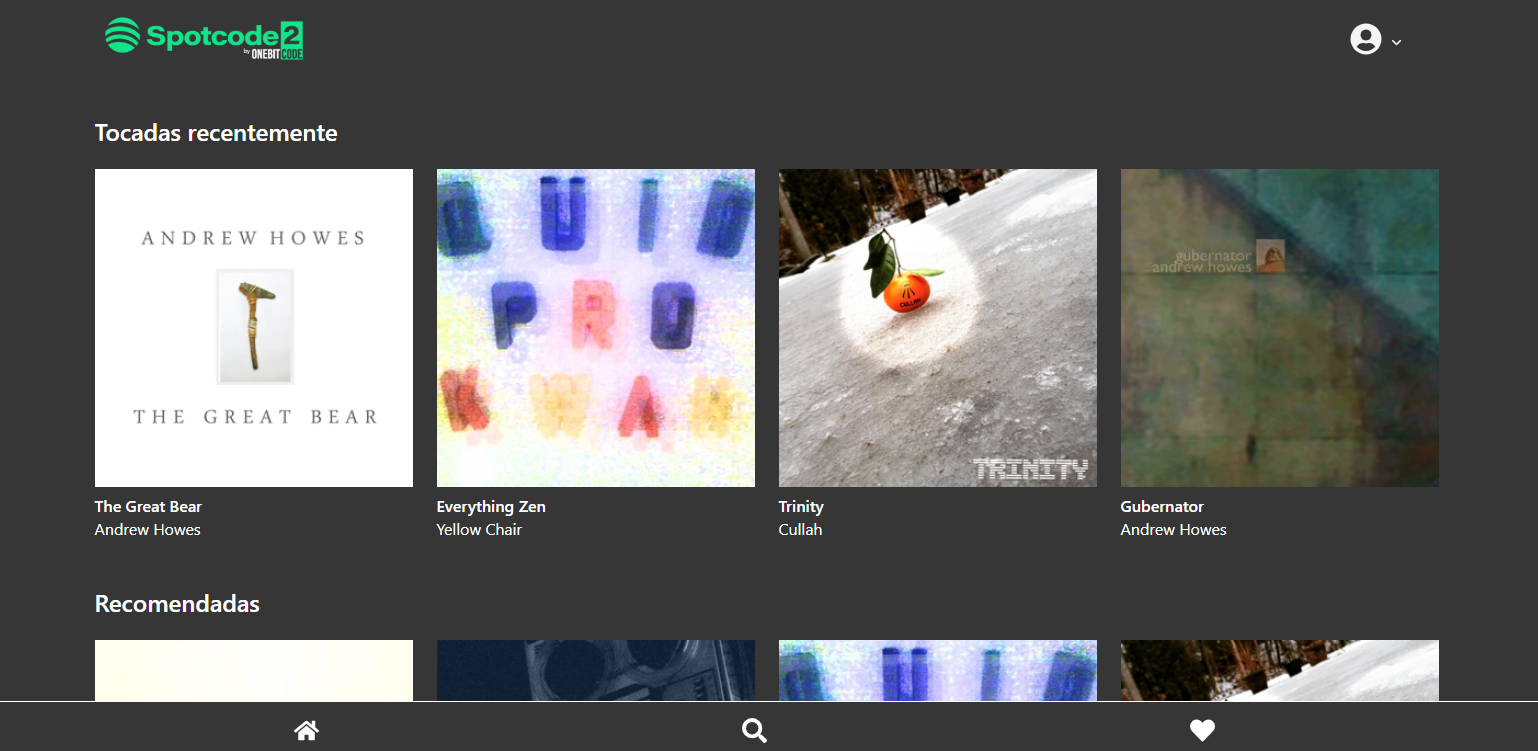 Spotcode2
by ONEBITCODE
Tocadas recentemente
ANDREW HOWES
THE GREAT BEAR
QUID
PRO
KWAK
CULLAH
TRINITY
gubernator
andrew howes
The Great Bear
Andrew Howes
Everything Zen
Yellow Chair
Trinity
Cullah
Gubernator
Andrew Howes
Recomendadas